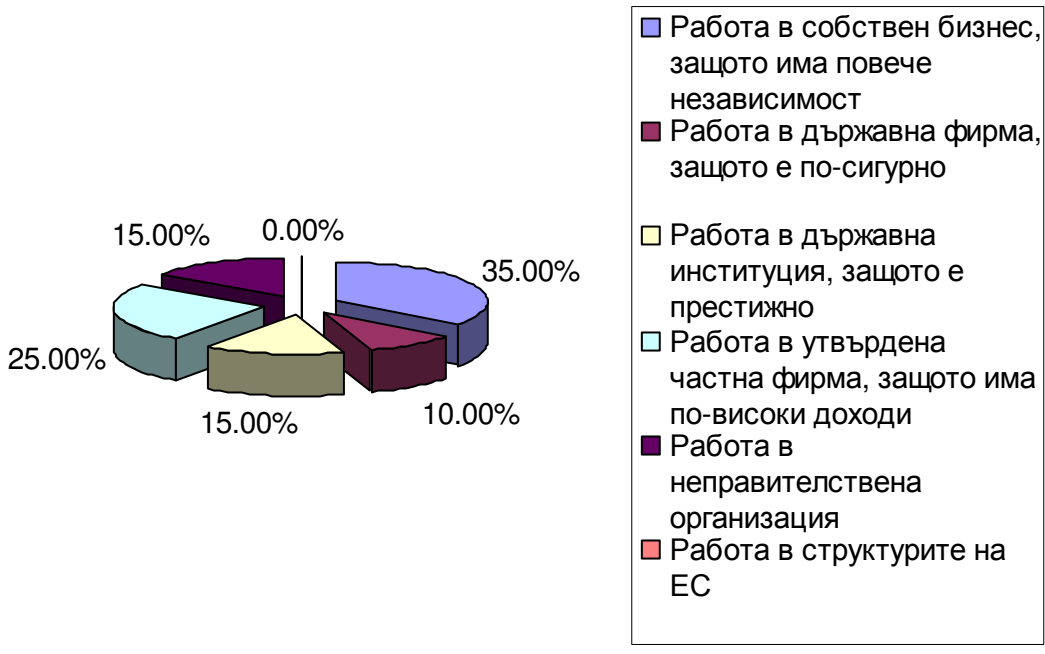 15.00%
0.00%
35.00%
25.00%
15.00%
10.00%
Работа в собствен бизнес,
защото има повече
независимост
Работа в държавна фирма,
защото е по-сигурно
Работа в държавна
институция, защото е
престижно
Работа в утвърдена
частна фирма, защото има
по-високи доходи
Работа в
неправителствена
организация
Работа в структурите на
ЕС